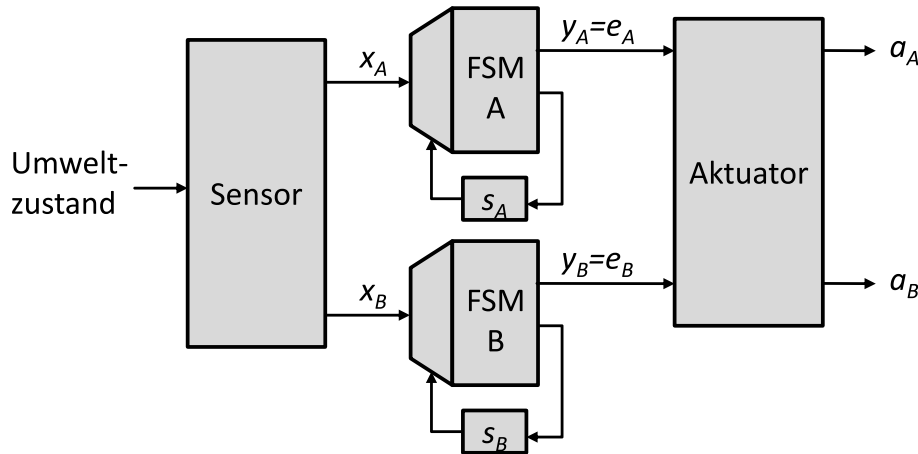 Umwelt-
zustand
Sensor
x_A
x_B
FSM
A
s_A
FSM
B
s_B
y_A=e_A
y_B=e_B
Aktuator
a_A
a_B